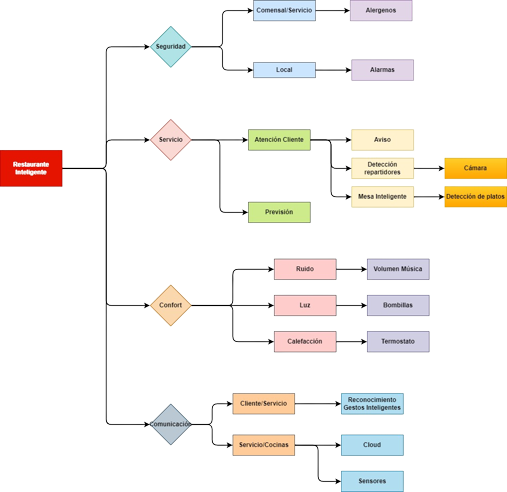 Restaurante
Inteligente
Seguridad
Comensal/Servicio
Alergenos
Local
Alarmas
Servicio
Atención Cliente
Aviso
Detección
repartidores
Cámara
Mesa Inteligente
Detección de platos
Previsión
Confort
Ruido
Volumen Música
Luz
Bombillas
Calefacción
Termostato
Comunicación
Cliente/Servicio
Reconocimiento
Gestos Inteligentes
Servicio/Cocinas
Cloud
Sensores